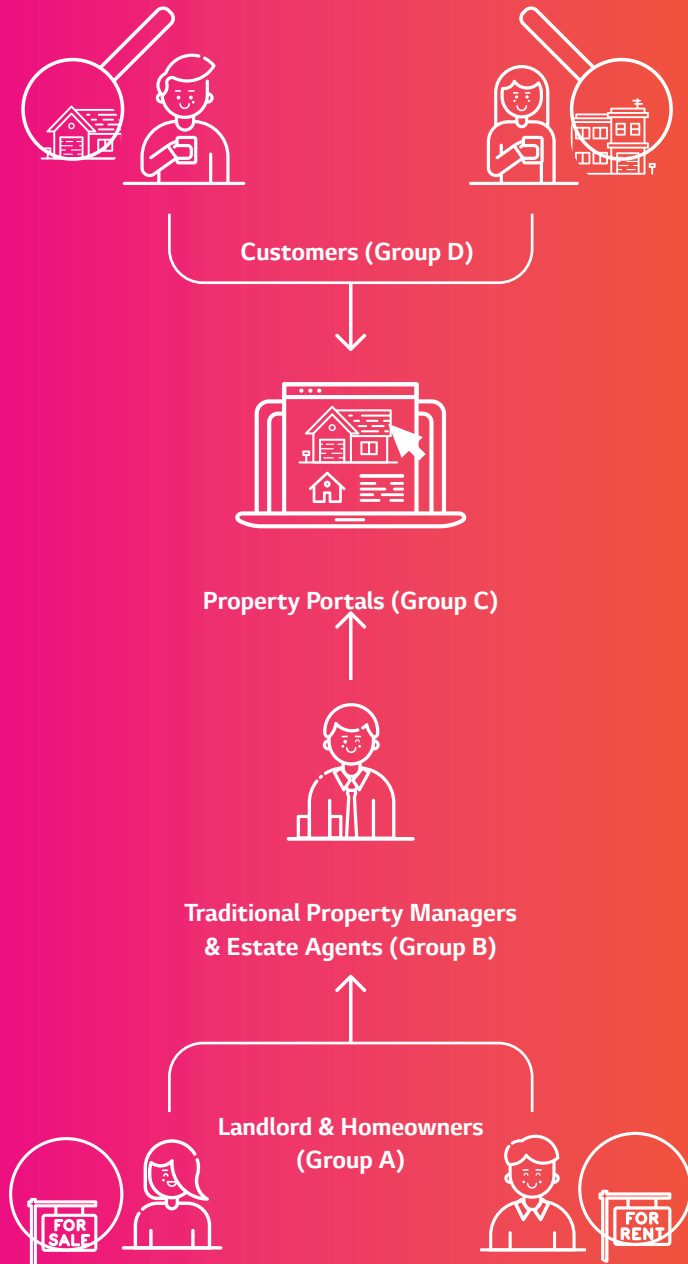 Customers (Group D)
Property Portals (Group C)
Traditional Property Managers
& Estate Agents (Group B)
Landlord & Homeowners
(Group A)
FOR
SALE
FOR
RENT